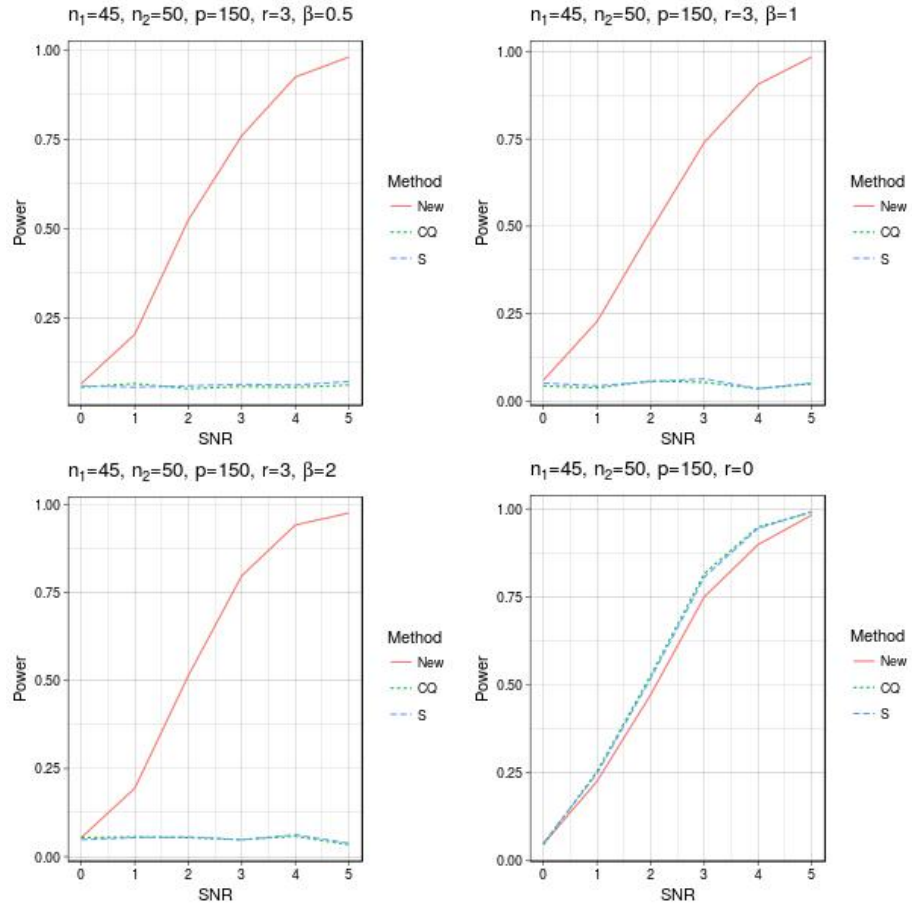 n₁=45, n₂=50, p=150, r=3, β=0.5
1.00
0.75
0.50
0.25
Power
0 1 2 3 4 5
SNR
Method
New
CQ
S
n₁=45, n₂=50, p=150, r=3, β=1
1.00
0.75
0.50
0.25
0.00
Power
0 1 2 3 4 5
SNR
Method
New
CQ
S
n₁=45, n₂=50, p=150, r=3, β=2
1.00
0.75
0.50
0.25
0.00
Power
0 1 2 3 4 5
SNR
Method
New
CQ
S
n₁=45, n₂=50, p=150, r=0
1.00
0.75
0.50
0.25
0.00
Power
0 1 2 3 4 5
SNR
Method
New
CQ
S